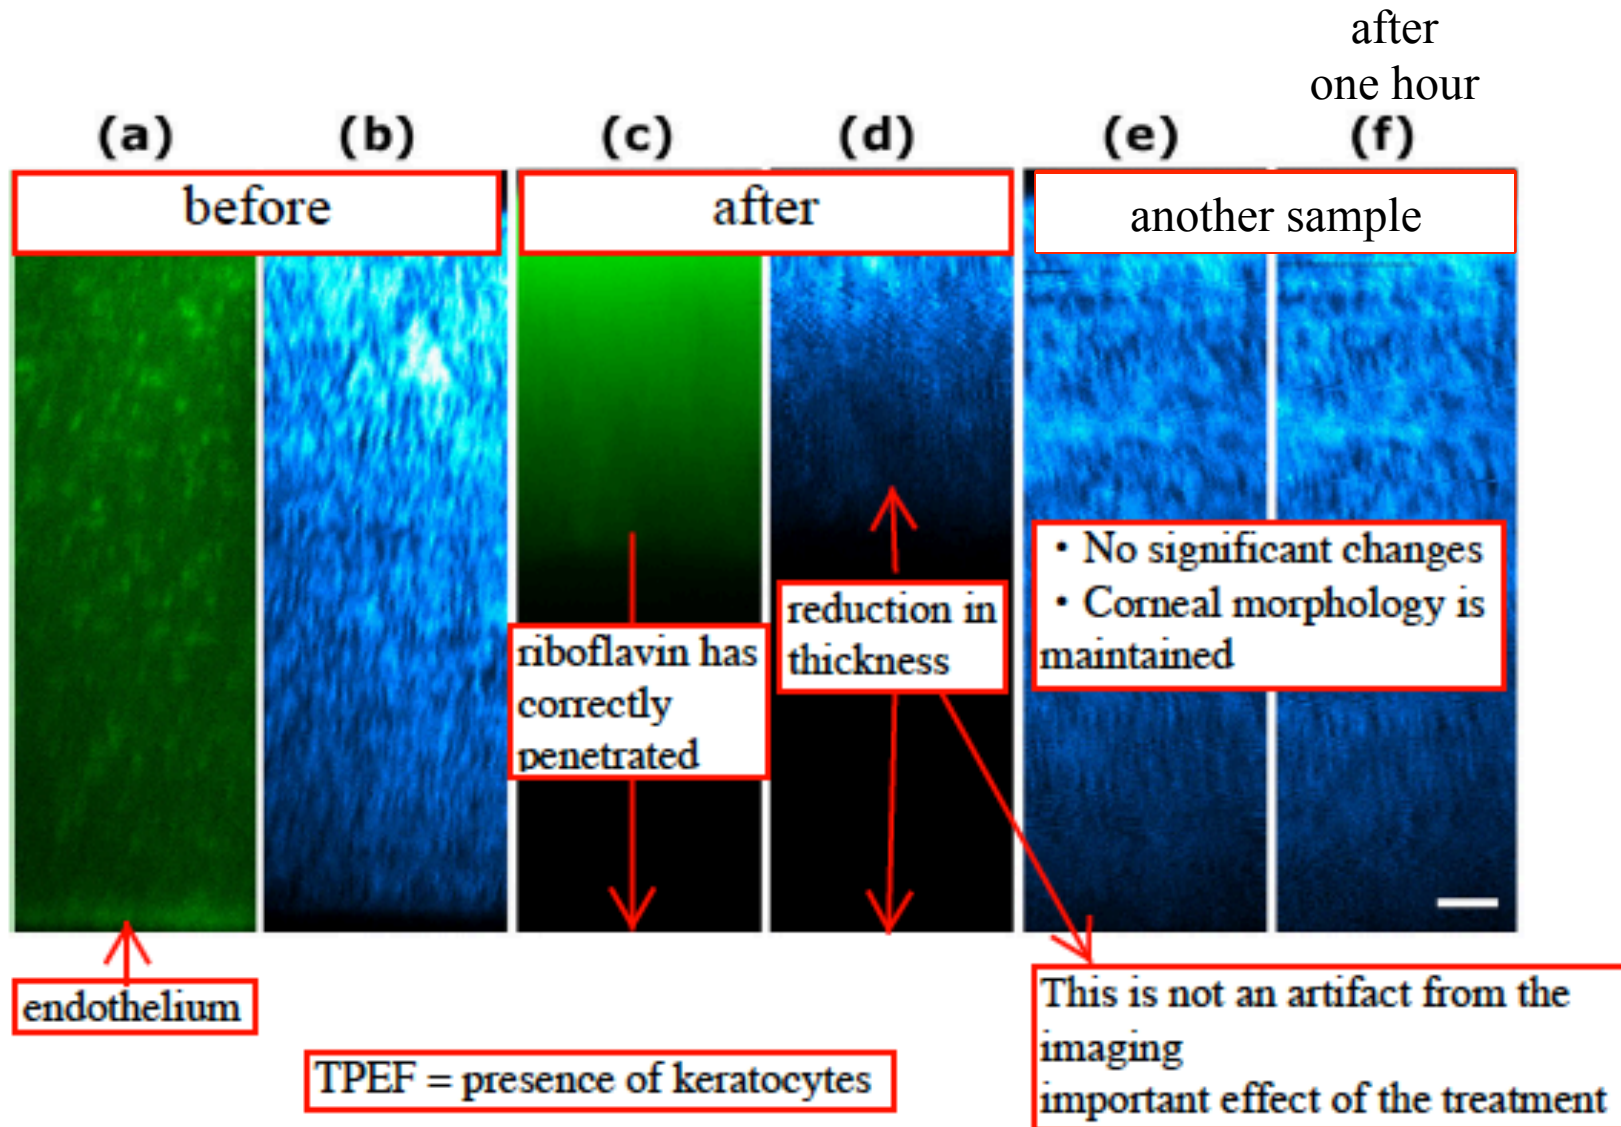 after
one hour
(a) (b) (c) (d) (e) (f)
before
after
another sample
・No significant changes
・Corneal morphology is
maintained
reduction in
thickness
riboflavin has
correctly
penetrated
endothelium
This is not an artifact from the
imaging
important effect of the treatment
TPEF = presence of keratocytes